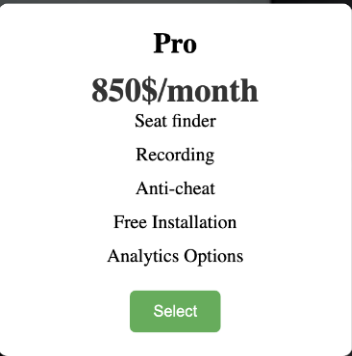 Pro
850$/month
Seat finder
Recording
Anti-cheat
Free Installation
Analytics Options
Select